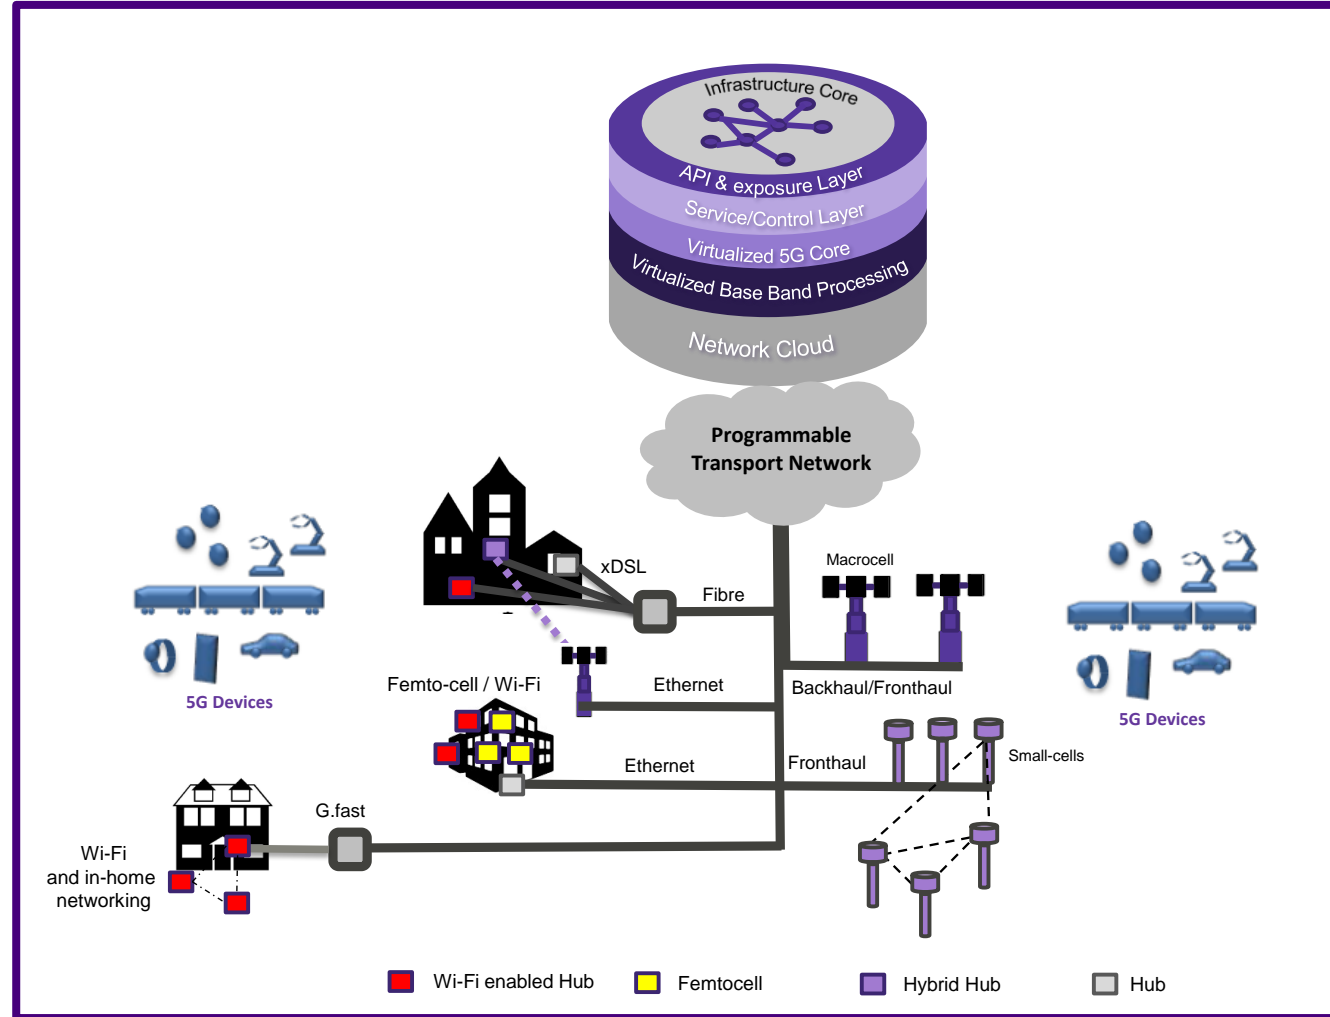 Infrastructure Core
API & exposure Layer
Service/Control Layer
Virtualized 5G Core
Virtualized Base Band Processing
Network Cloud
Programmable
Transport Network
xDSL
Fibre
Macrocell
5G Devices
Femto-cell / Wi-Fi
Ethernet
Backhaul/Fronthaul
5G Devices
Ethernet
Fronthaul
Small-cells
G.fast
Wi-Fi
and in-home
networking
Wi-Fi enabled Hub
Femtocell
Hybrid Hub
Hub